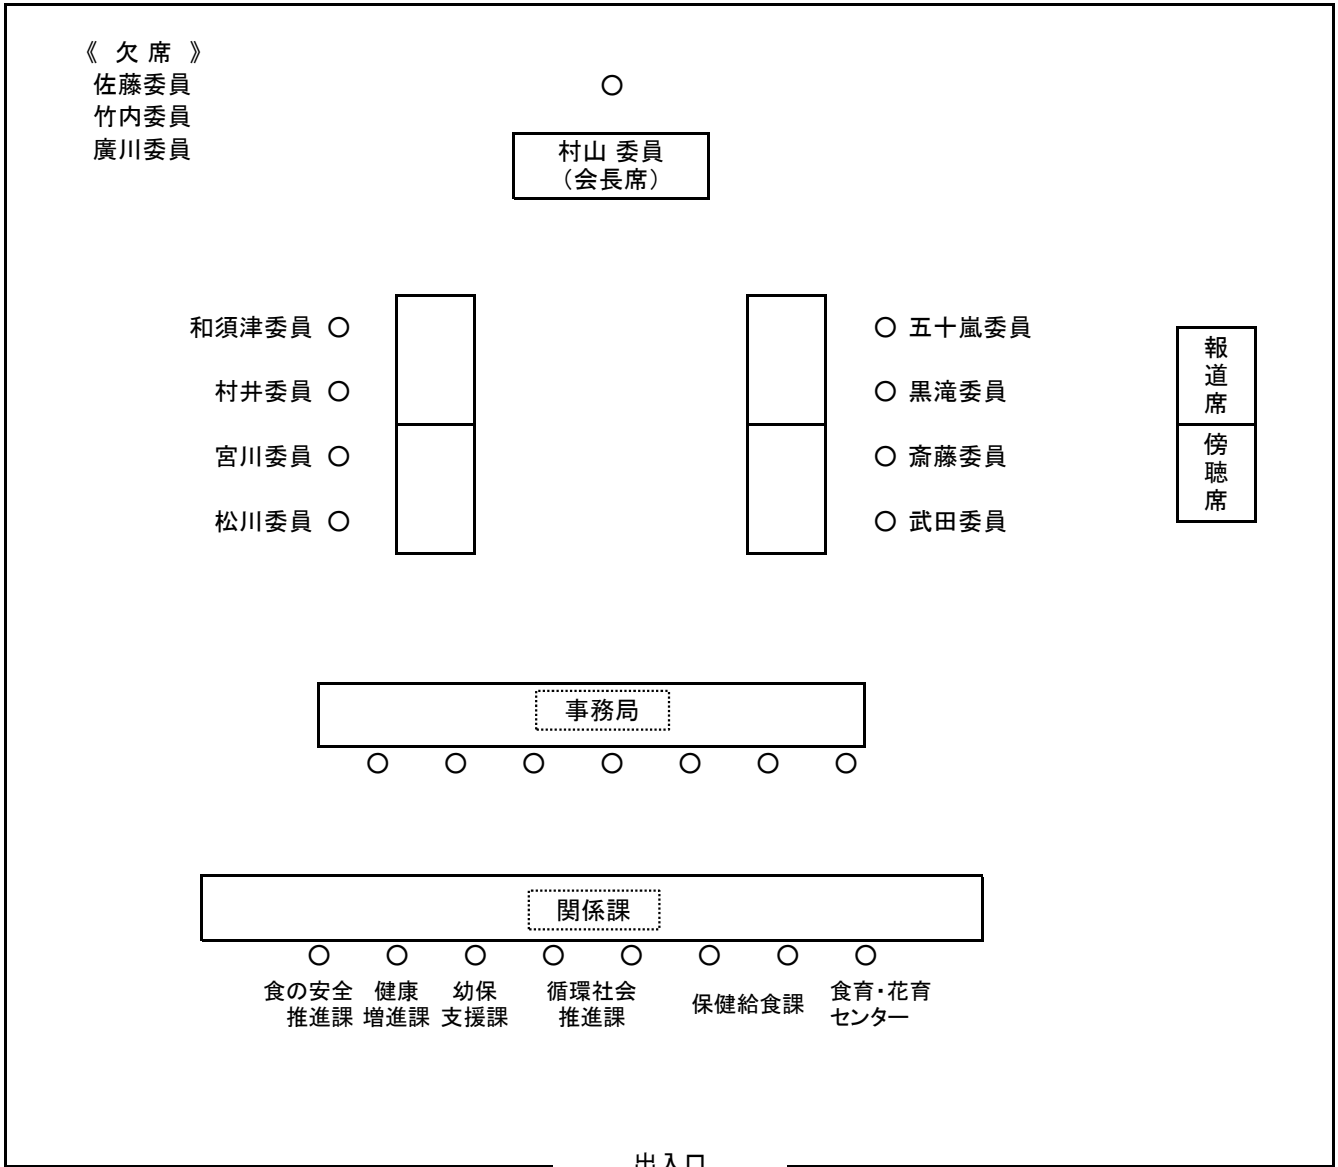 《 欠 席 》
佐藤委員
竹内委員
廣川委員
村山 委員
（会長席）
和須津委員
村井委員
宮川委員
松川委員
五十嵐委員
黒滝委員
斎藤委員
武田委員
報道席
傍聴席
事務局
関係課
食の安全
推進課
健康
増進課
幼保
支援課
循環社会
推進課
保健給食課
食育・花育
センター
出入口